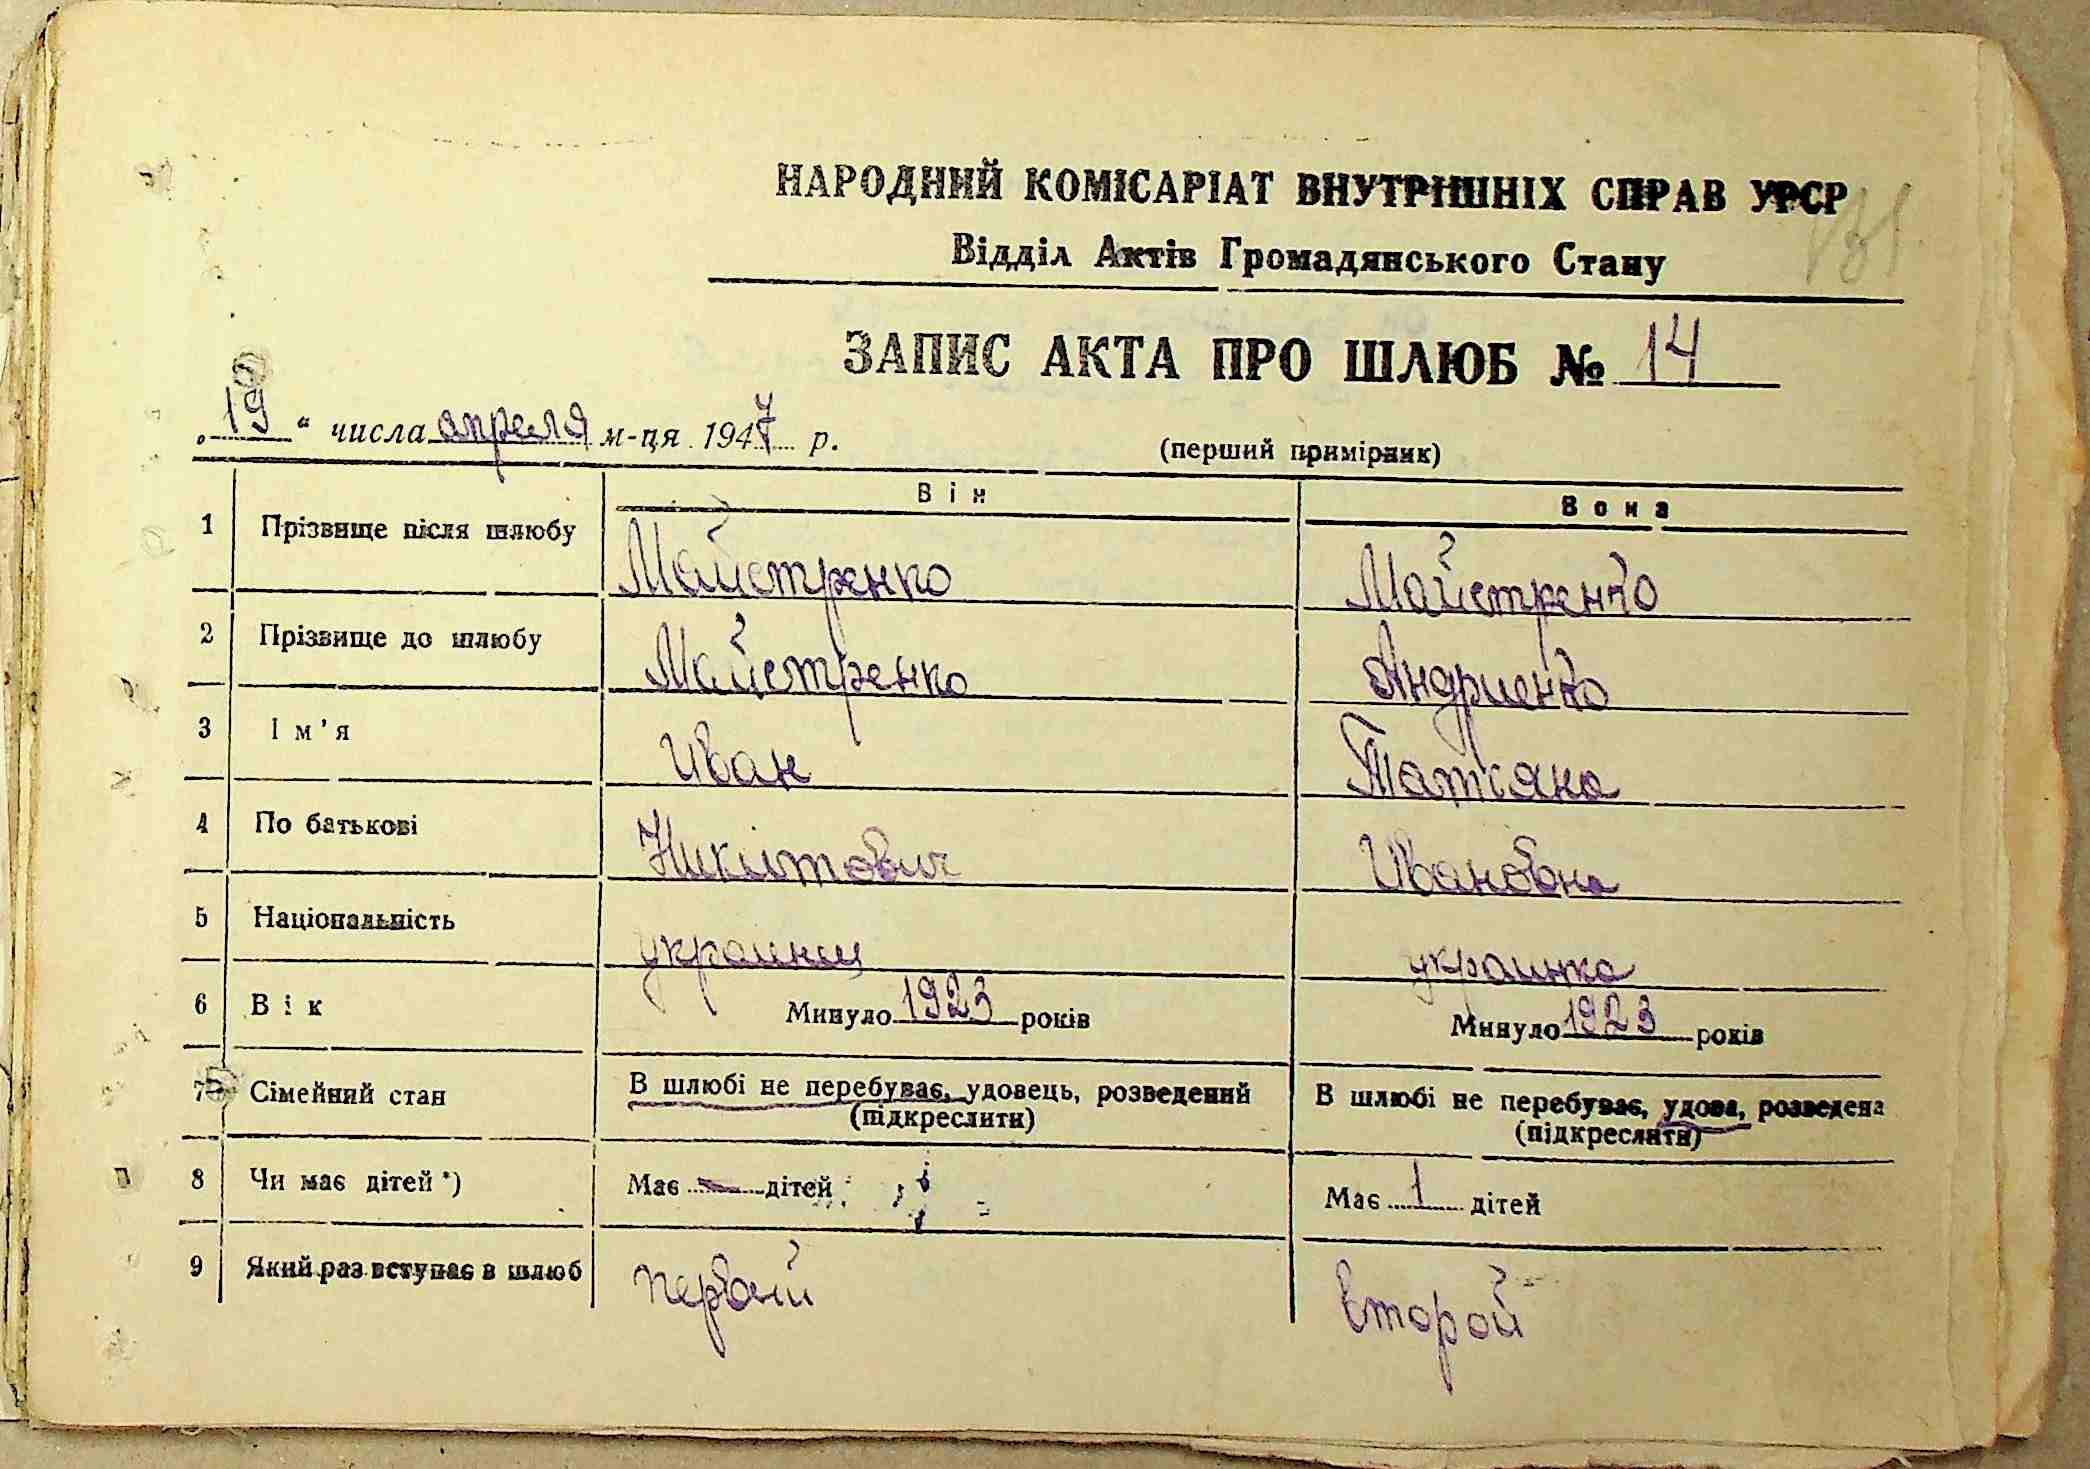 НАРОДНИЙ КОМІСАРІАТ ВНУТРІШНІХ СПРАВ УРСР
Відділ Актів Громадянського Стану
ЗАПИС АКТА ПРО ШЛЮБ № 14
„19“ числа апреля м-ця 1947 р.
(перший примірник)
Він Вона
1 Прізвище після шлюбу Майстренко Майстренко
2 Прізвище до шлюбу Майстренко Андриенко
3 Ім'я Иван Татьяна
4 По батькові Никитович Ивановна
5 Національність украинец украинка
6 Вік Минуло 1923 років Минуло 1923 років
7 Сімейний стан В шлюбі не перебуває, удовець, розведений В шлюбі не перебуває, удова, розведена
(підкреслити) (підкреслити)
8 Чи має дітей *) Має — дітей Має 1 дітей
9 Який раз вступає в шлюб первый второй